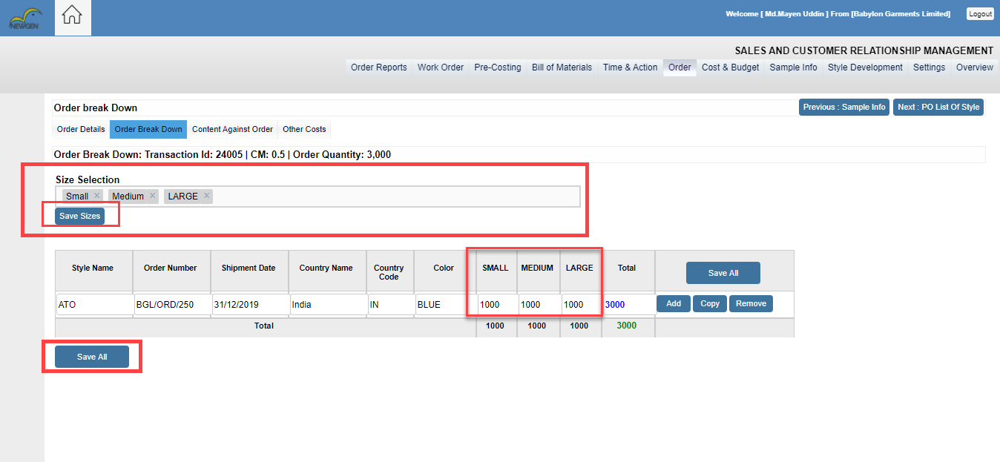 NEWGEN
Welcome [ Md.Mayen Uddin ] From [Babylon Garments Limited] Logout
SALES AND CUSTOMER RELATIONSHIP MANAGEMENT
Order Reports Work Order Pre-Costing Bill of Materials Time & Action Order Cost & Budget Sample Info Style Development Settings Overview
Order break Down Previous : Sample Info Next : PO List Of Style
Order Details Order Break Down Content Against Order Other Costs
Order Break Down: Transaction Id: 24005 | CM: 0.5 | Order Quantity: 3,000
Size Selection
Small × Medium × LARGE ×
Save Sizes
Style Name Order Number Shipment Date Country Name Country Code Color SMALL MEDIUM LARGE Total Save All
ATO BGL/ORD/250 31/12/2019 India IN BLUE 1000 1000 1000 3000 Add Copy Remove
Total 1000 1000 1000 3000
Save All